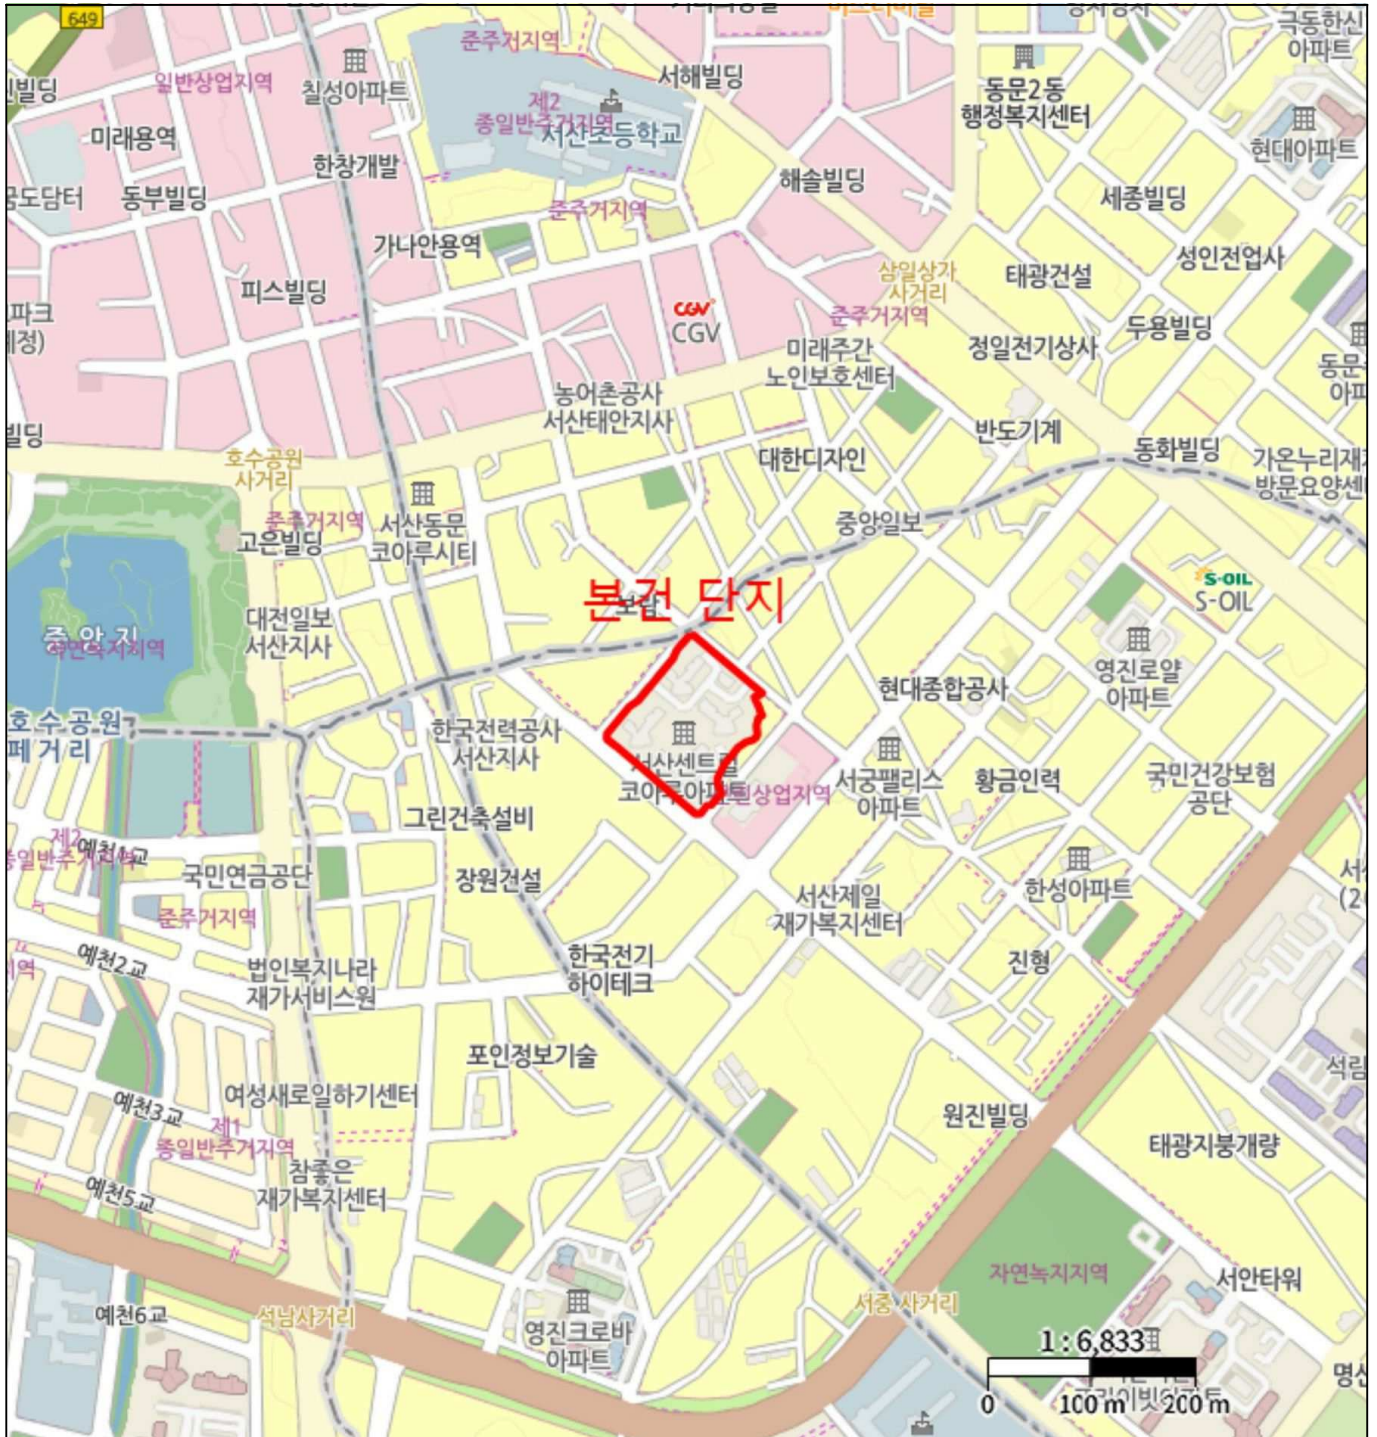 649
준주거지역
일반상업지역
칠성아파트
서해빌딩
동문2동
행정복지센터
극동한신
아파트
미래용역
한창개발
제2
종일반주거지역
서산초등학교
현대아파트
동부빌딩
해솔빌딩
세종빌딩
준주거지역
가나안용역
피스빌딩
삼일상가
사거리
태광건설
성인전업사
CGV
CGV
준주거지역
두용빌딩
미래주간
노인보호센터
정일전기상사
농어촌공사
서산태안지사
반도기계
동화빌딩
호수공원
사거리
대한디자인
준주거지역
고은빌딩
서산동문
코아루시티
중앙일보
본건 단지
보람
S-OIL
S-OIL
대전일보
서산지사
중앙지
자연녹지지역
영진로얄
아파트
현대종합공사
호수공원
한국전력공사
서산지사
서산센트럴
코아루아파트
서궁팰리스
아파트
황금인력
국민건강보험
공단
그린건축설비
제2
예천1교
국민연금공단
준주거지역
장원건설
서산제일
재가복지센터
한성아파트
예천2교
법인복지나라
재가서비스원
한국전기
하이테크
진형
포인정보기술
예천3교
여성새로일하기센터
제1
종일반주거지역
원진빌딩
태광지붕개량
참좋은
재가복지센터
예천5교
자연녹지지역
서안타워
예천6교
석남사거리
서중 사거리
영진크로바
아파트
1 : 6,833
0
100 m
200 m